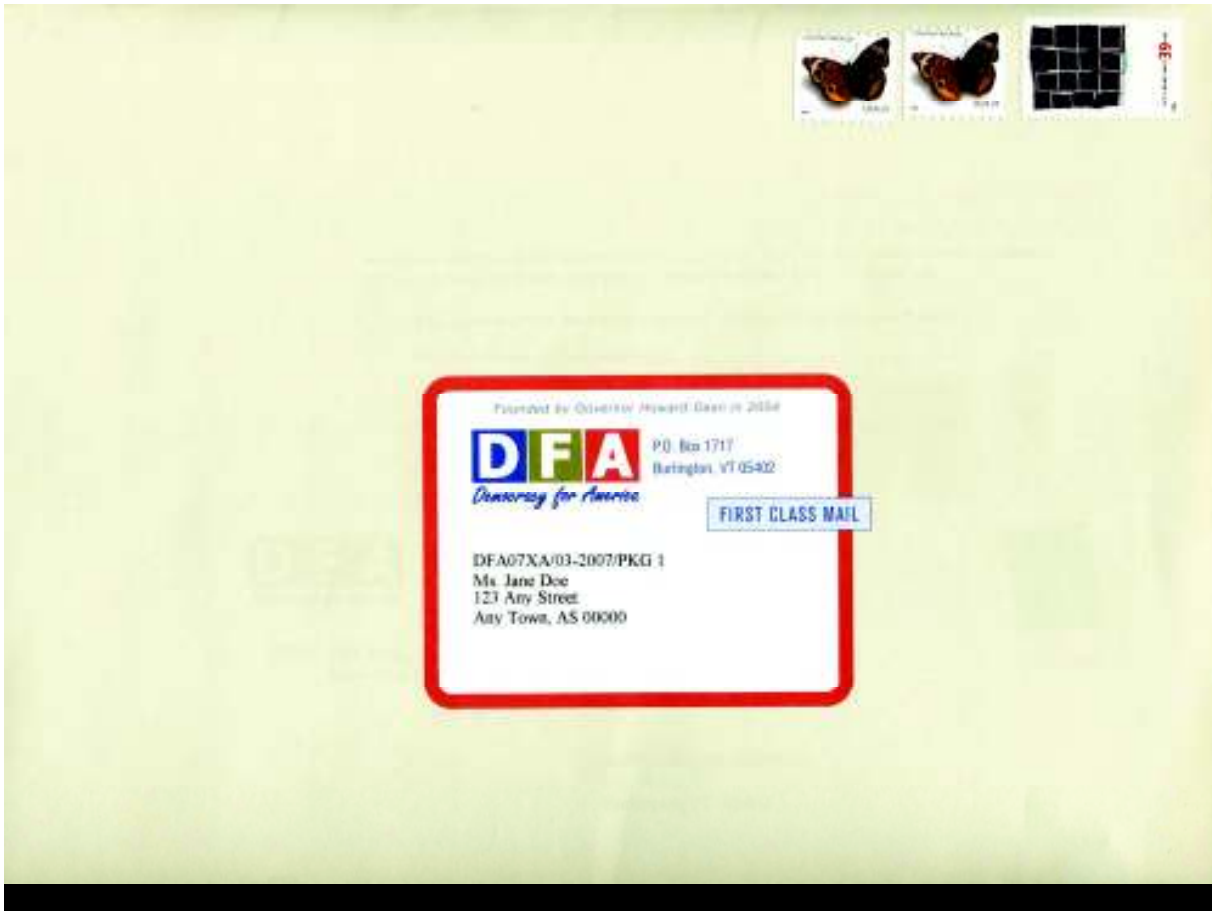 39
Founded by Governor Howard Dean in 2004
DFA
Democracy for America
P.O. Box 1717
Burlington, VT 05402
FIRST CLASS MAIL
DFA07XA/03-2007/PKG 1
Ms. Jane Doe
123 Any Street
Any Town, AS 00000